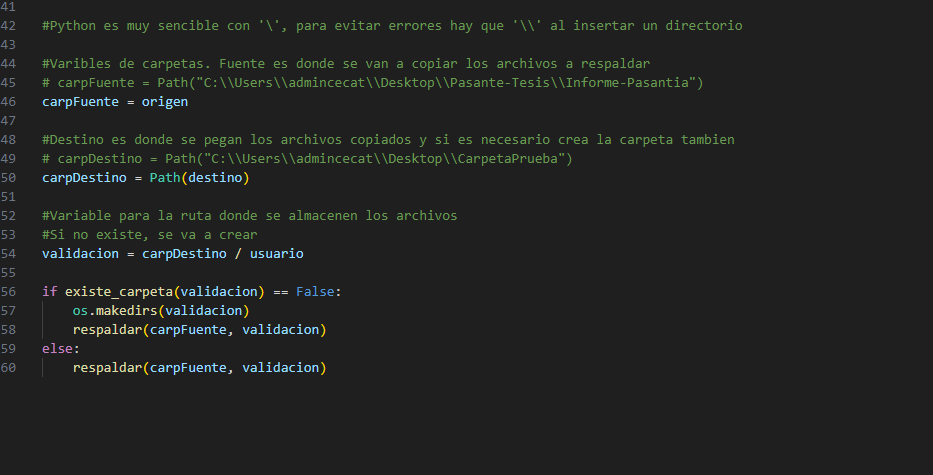 41
42 #Python es muy sencible con '\', para evitar errores hay que '\\' al insertar un directorio
43
44 #Varibles de carpetas. Fuente es donde se van a copiar los archivos a respaldar
45 # carpFuente = Path("C:\\Users\\admincecat\\Desktop\\Pasante-Tesis\\Informe-Pasantia")
46 carpFuente = origen
47
48 #Destino es donde se pegan los archivos copiados y si es necesario crea la carpeta tambien
49 # carpDestino = Path("C:\\Users\\admincecat\\Desktop\\CarpetaPrueba")
50 carpDestino = Path(destino)
51
52 #Variable para la ruta donde se almacenen los archivos
53 #Si no existe, se va a crear
54 validacion = carpDestino / usuario
55
56 if existe_carpeta(validacion) == False:
57     os.makedirs(validacion)
58     respaldar(carpFuente, validacion)
59 else:
60     respaldar(carpFuente, validacion)